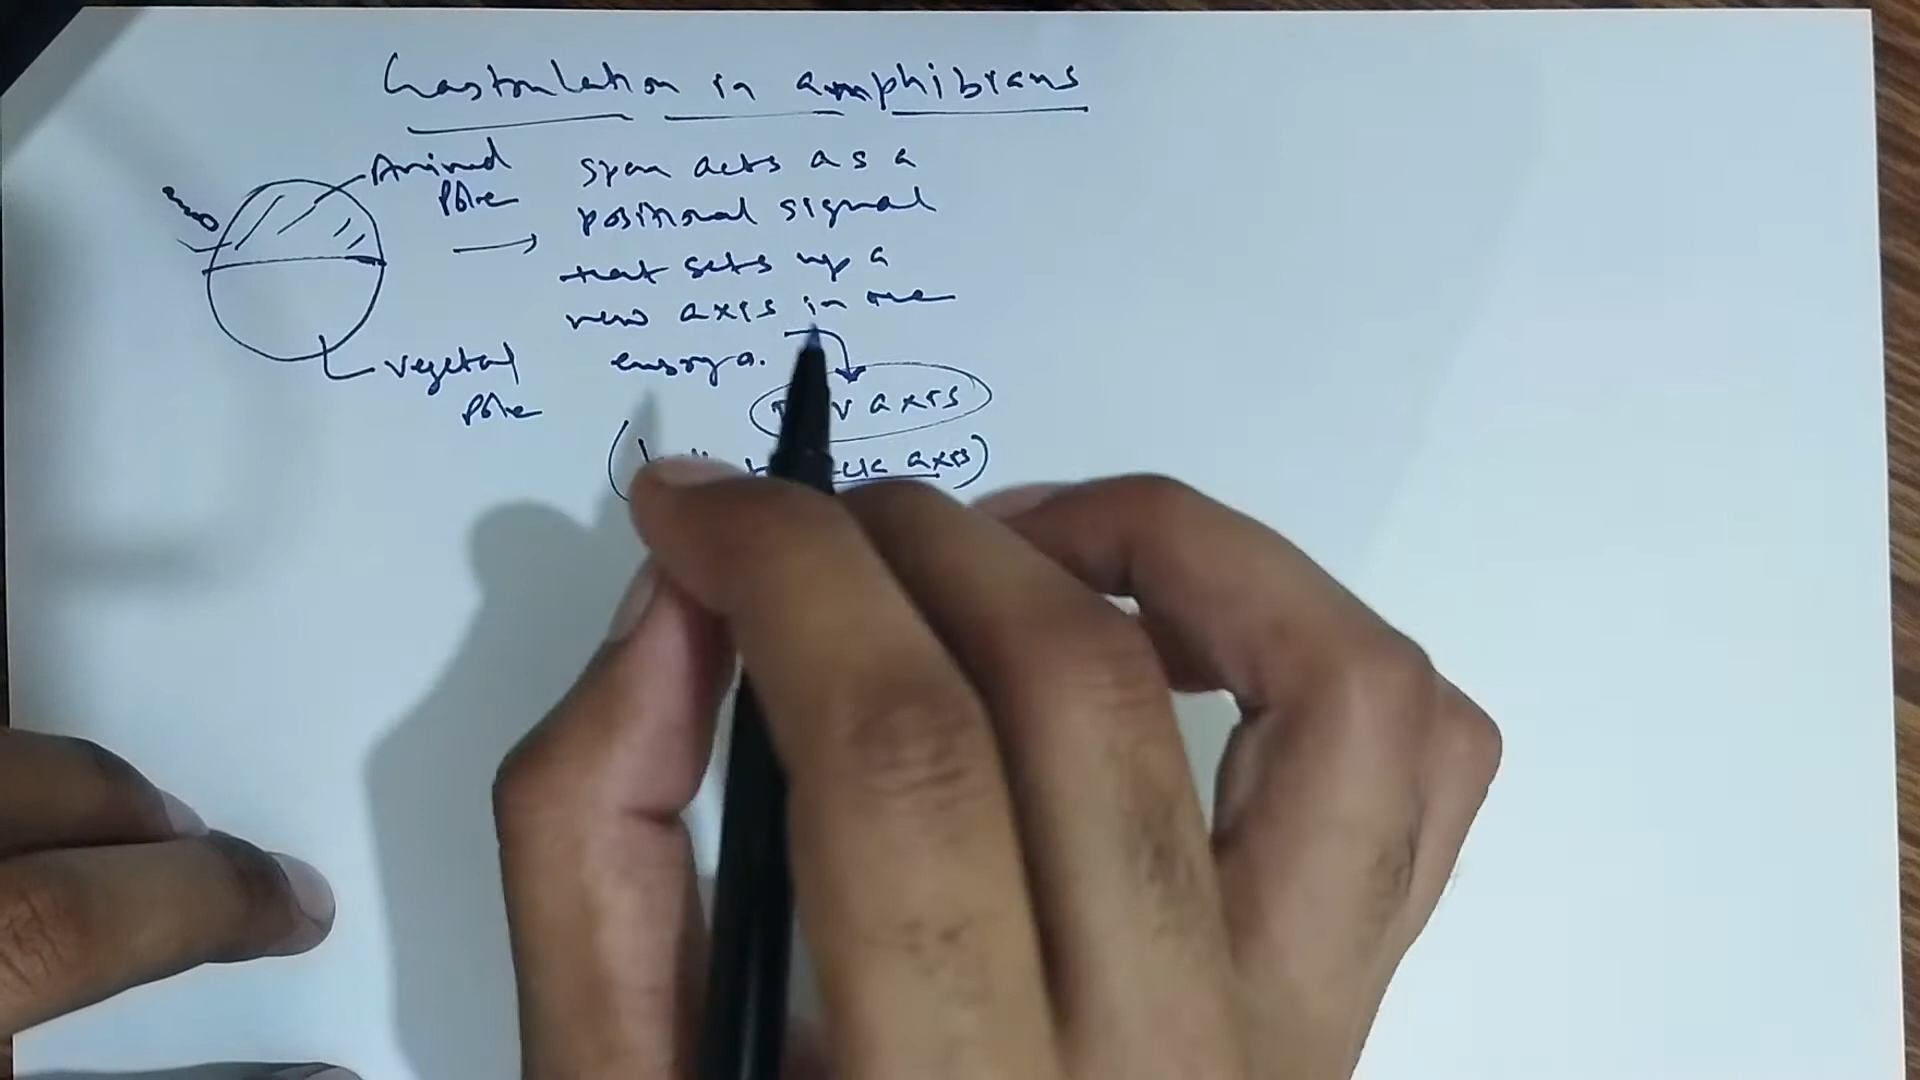 Gastrulation in amphibians
Animal
Pole
sperm acts as a
positional signal
that sets up a
new axis in the
embryo.
Vegetal
Pole
axis
axis)